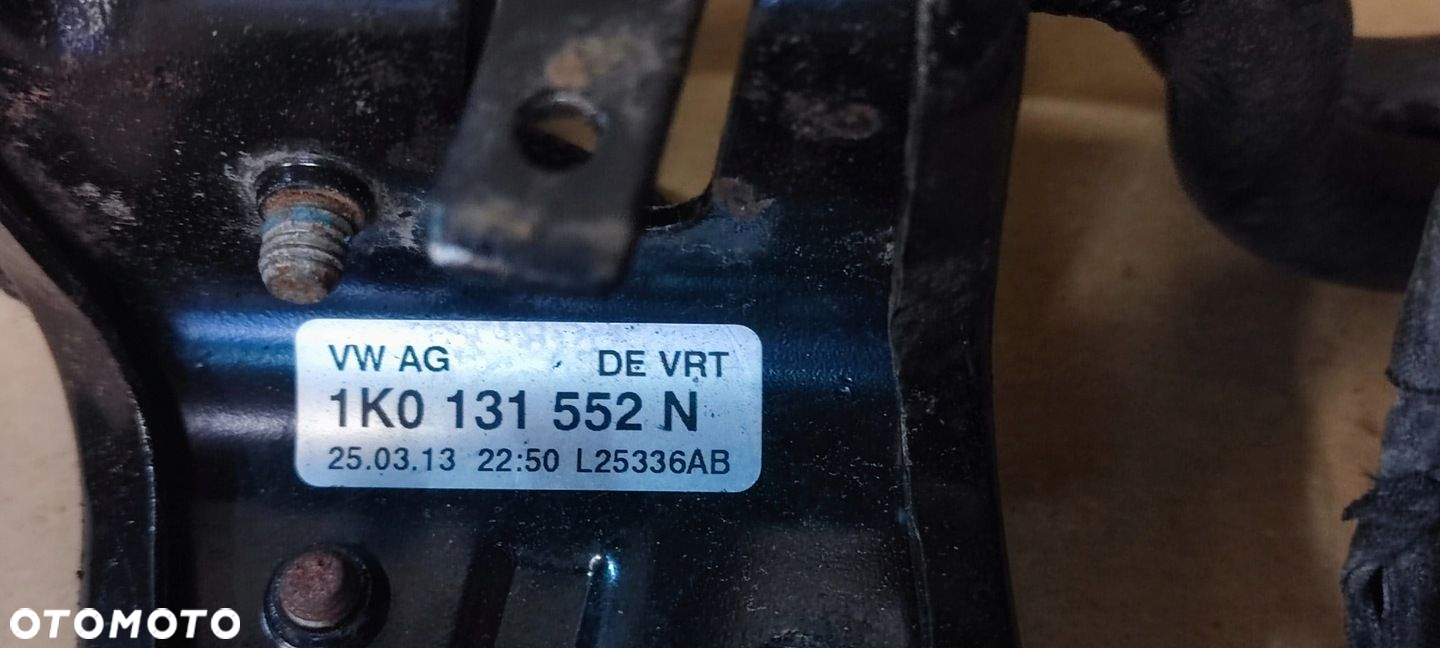 VW AG DE VRT
1K0 131 552 N
25.03.13 22:50 L25336AB
OTOMOTO